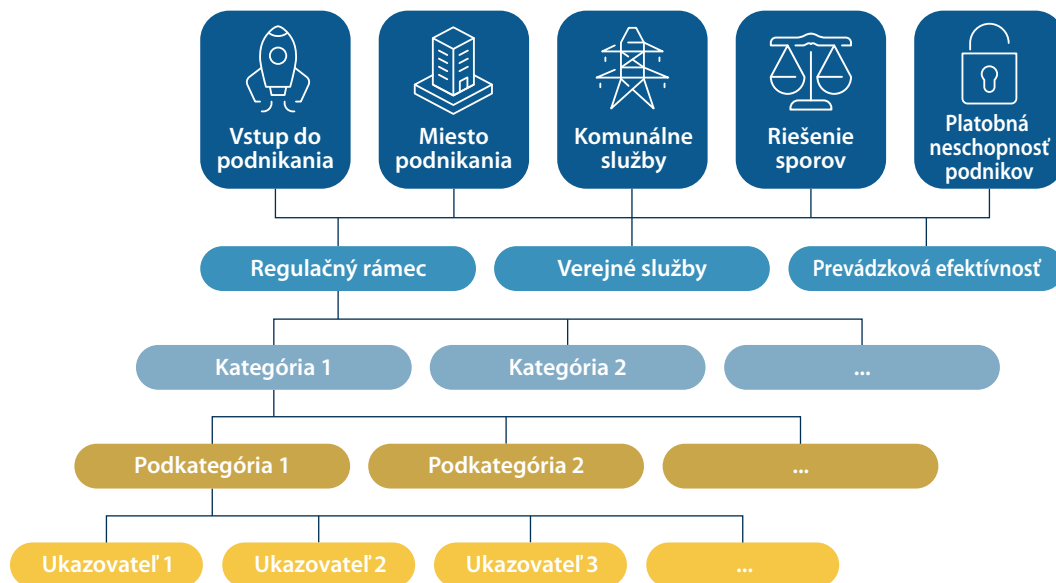 Vstup do
podnikania
Miesto
podnikania
Komunálne
služby
Riešenie
sporov
Platobná
neschopnosť
podnikov
Regulačný rámec
Verejné služby
Prevádzková efektívnosť
Kategória 1
Kategória 2
...
Podkategória 1
Podkategória 2
...
Ukazovateľ 1
Ukazovateľ 2
Ukazovateľ 3
...